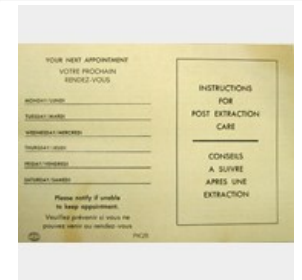 YOUR NEXT APPOINTMENT
VOTRE PROCHAIN
RENDEZ-VOUS
MONDAY/LUNDI
TUESDAY/MARDI
WEDNESDAY/MERCREDI
THURSDAY/JEUDI
FRIDAY/VENDREDI
SATURDAY/SAMEDI
Please notify if unable
to keep appointment.
Veuillez prévenir si vous ne
pouvez venir au rendez-vous
INSTRUCTIONS
FOR
POST EXTRACTION
CARE
CONSEILS
A SUIVRE
APRES UNE
EXTRACTION